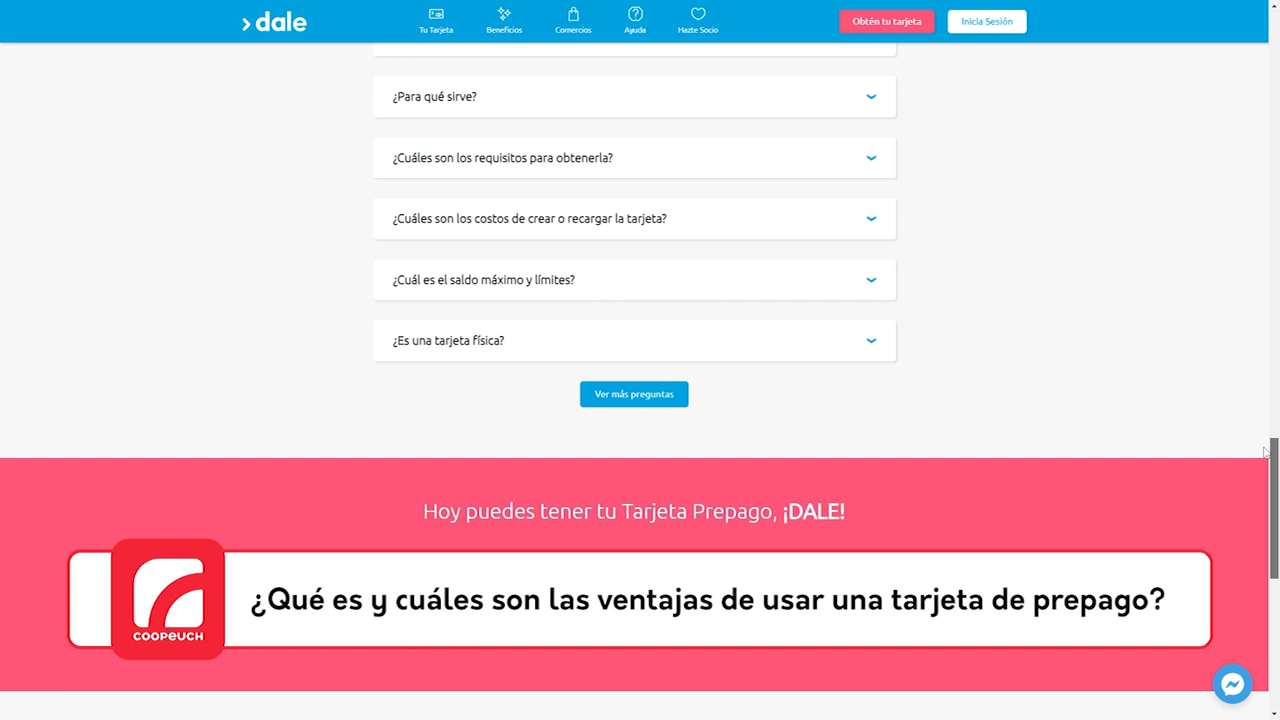 dale
Tu Tarjeta
Beneficios
Comercios
Ayuda
Hazte Socio
Obtén tu tarjeta
Inicia Sesión
¿Para qué sirve?
¿Cuáles son los requisitos para obtenerla?
¿Cuáles son los costos de crear o recargar la tarjeta?
¿Cuál es el saldo máximo y límites?
¿Es una tarjeta física?
Ver más preguntas
Hoy puedes tener tu Tarjeta Prepago, ¡DALE!
COOPEUCH
¿Qué es y cuáles son las ventajas de usar una tarjeta de prepago?